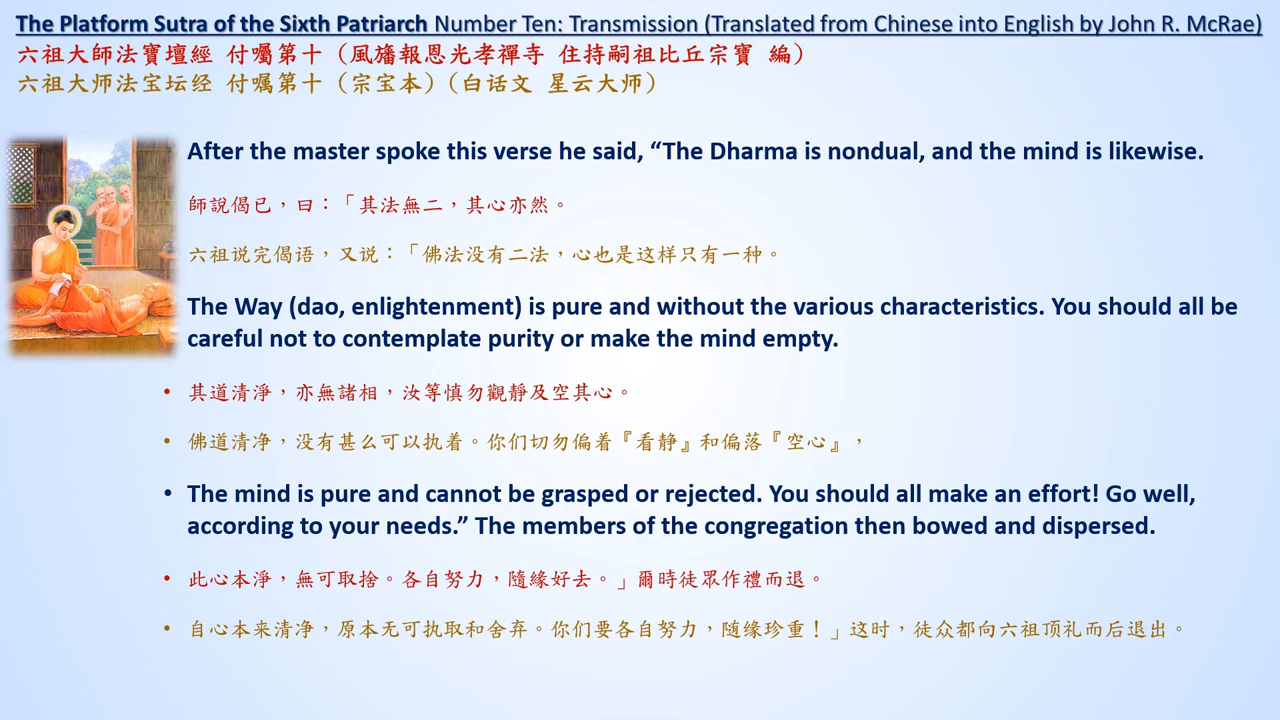 The Platform Sutra of the Sixth Patriarch Number Ten: Transmission (Translated from Chinese into English by John R. McRae)
六祖大師法寶壇經 付囑第十（風旛報恩光孝禪寺 住持嗣祖比丘宗寶 編）
六祖大师法宝坛经 付嘱第十（宗宝本）（白话文 星云大师）
After the master spoke this verse he said, “The Dharma is nondual, and the mind is likewise.
師說偈已，曰：「其法無二，其心亦然。
六祖说完偈语，又说：「佛法没有二法，心也是这样只有一种。
The Way (dao, enlightenment) is pure and without the various characteristics. You should all be
careful not to contemplate purity or make the mind empty.
• 其道清淨，亦無諸相，汝等慎勿觀靜及空其心。
• 佛道清净，没有甚么可以执着。你们切勿偏着『看静』和偏落『空心』，
• The mind is pure and cannot be grasped or rejected. You should all make an effort! Go well,
according to your needs.” The members of the congregation then bowed and dispersed.
• 此心本淨，無可取捨。各自努力，隨緣好去。」爾時徒眾作禮而退。
• 自心本来清净，原本无可执取和舍弃。你们要各自努力，随缘珍重！」这时，徒众都向六祖顶礼而后退出。